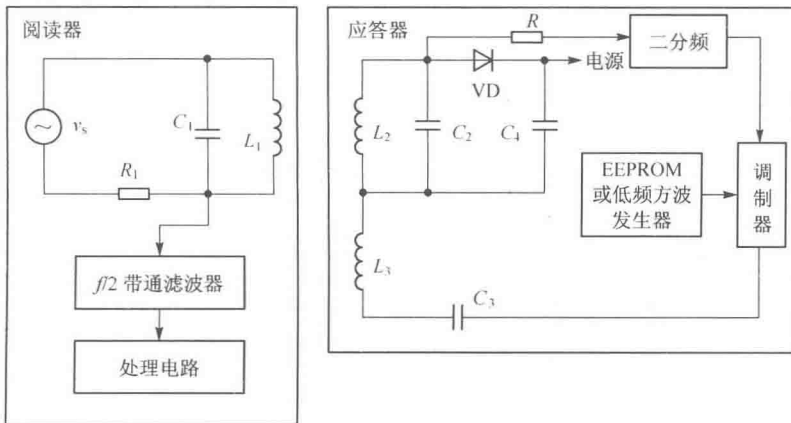 阅读器
v_s
C_1
L_1
R_1
f/2 带通滤波器
处理电路
应答器
R
VD
电源
二分频
L_2
C_2
C_4
EEPROM
或低频方波
发生器
调
制
器
L_3
C_3